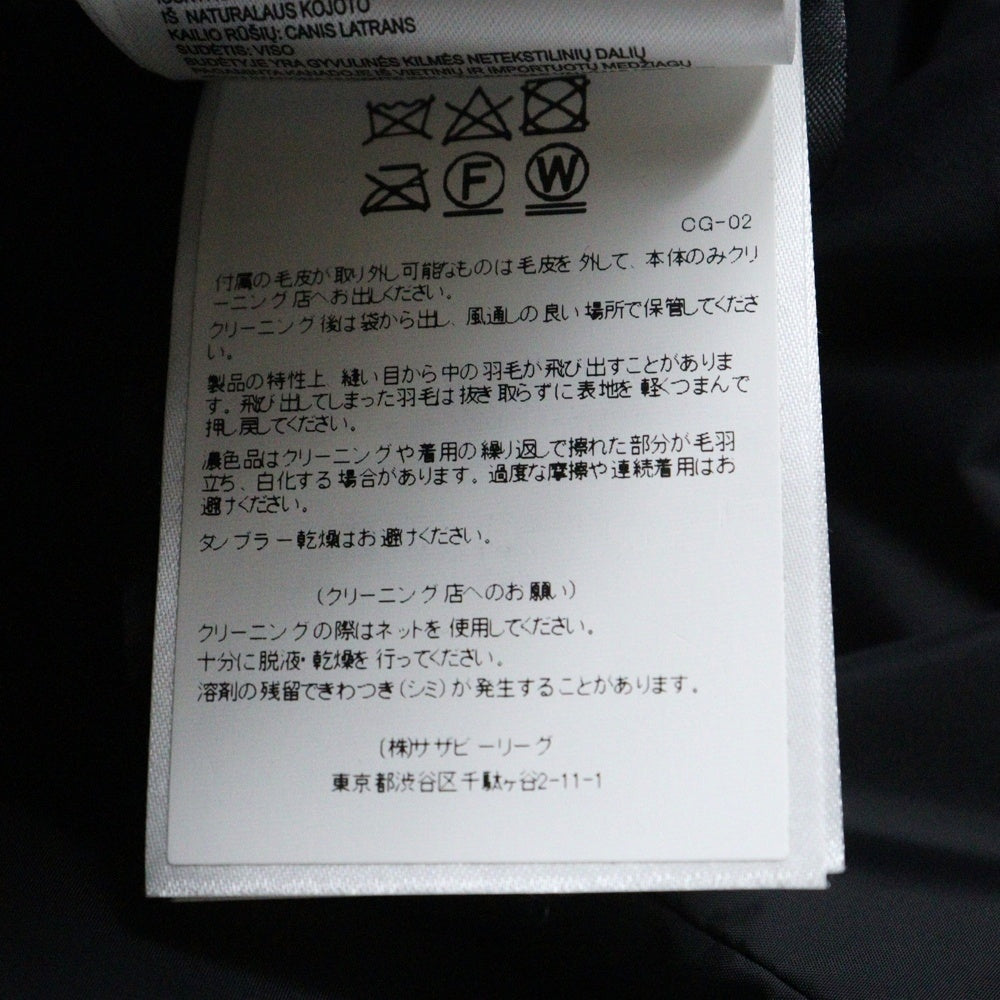 IŠ NATURALAUS KOJOTO
KAILIO RŪŠIŲ: CANIS LATRANS
SUDĖTIS: VISO
SUDĖTYJE YRA GYVULINĖS KILMĖS NETEKSTILINIŲ DALIŲ
PAGAMINTA KANADOJE IŠ VIETINIŲ IR IMPORTUOTŲ MEDŽIAGŲ
F W
CG-02
付属の毛皮が取り外し可能なものは毛皮を外して、本体のみクリ
ーニング店へお出しください。
クリーニング後は袋から出し、風通しの良い場所で保管してくださ
い。
製品の特性上、縫い目から中の羽毛が飛び出すことがありま
す。飛び出してしまった羽毛は抜き取らずに表地を軽くつまんで
押し戻してください。
濃色品はクリーニングや着用の繰り返しで擦れた部分が毛羽
立ち、白化する場合があります。過度な摩擦や連続着用はお
避けください。
タンブラー乾燥はお避けください。
(クリーニング店へのお願い)
クリーニングの際はネットを使用してください。
十分に脱液・乾燥を行ってください。
溶剤の残留できわつき(シミ)が発生することがあります。
(株)サザビーリーグ
東京都渋谷区千駄ヶ谷2-11-1